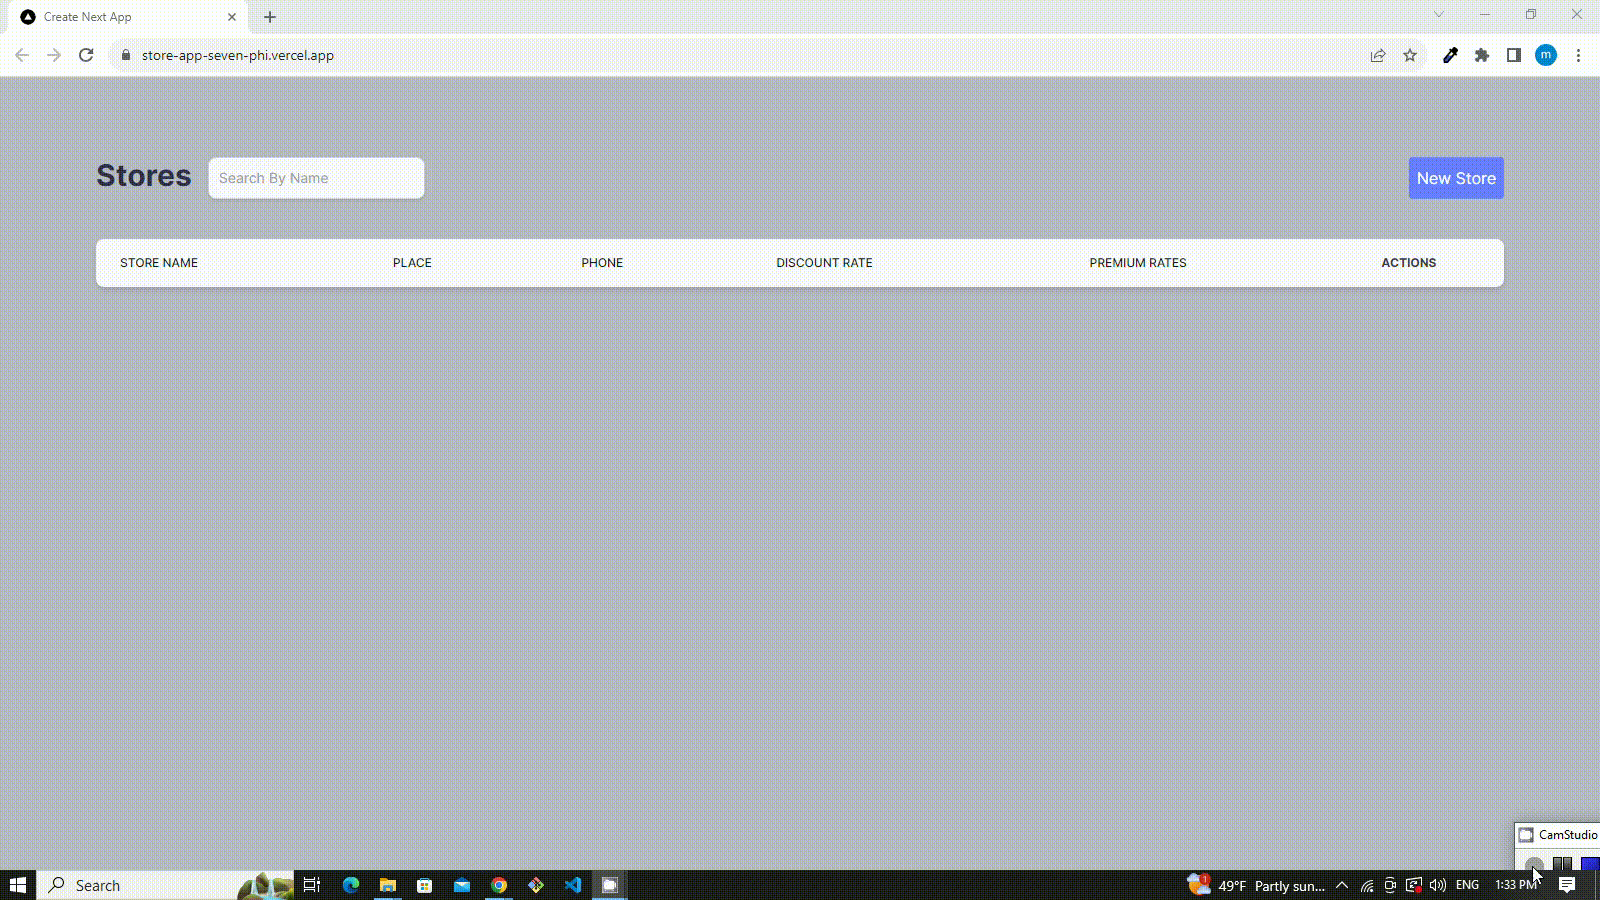 Create Next App
store-app-seven-phi.vercel.app
m
Stores
Search By Name
New Store
STORE NAME PLACE PHONE DISCOUNT RATE PREMIUM RATES ACTIONS
CamStudio
Search
1
49°F Partly sun...
ENG
1:33 PM